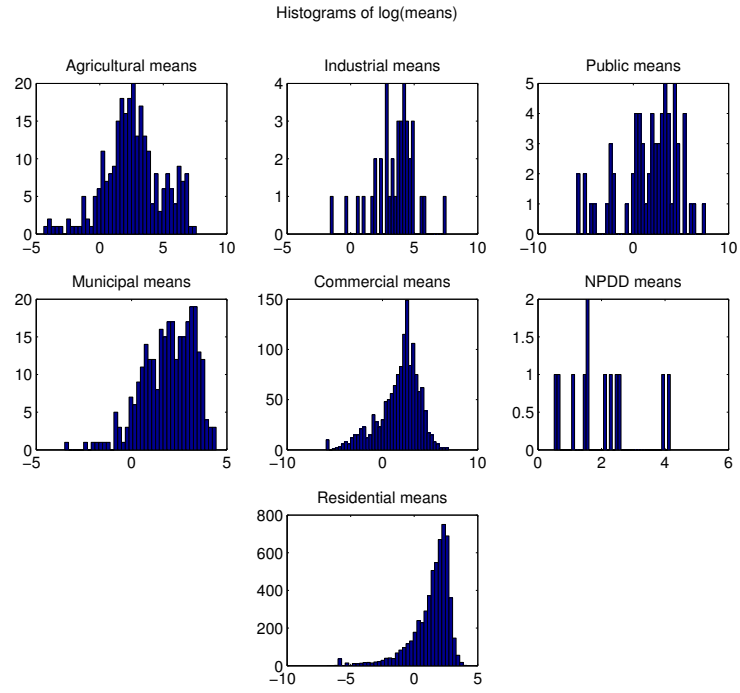 Histograms of log(means)
Agricultural means
20
15
10
5
0
−5 0 5 10
Industrial means
4
3
2
1
0
−5 0 5 10
Public means
5
4
3
2
1
0
−10 0 10
Municipal means
20
15
10
5
0
−5 0 5
Commercial means
150
100
50
0
−10 0 10
NPDD means
2
1.5
1
0.5
0
0 2 4 6
Residential means
800
600
400
200
0
−10 −5 0 5